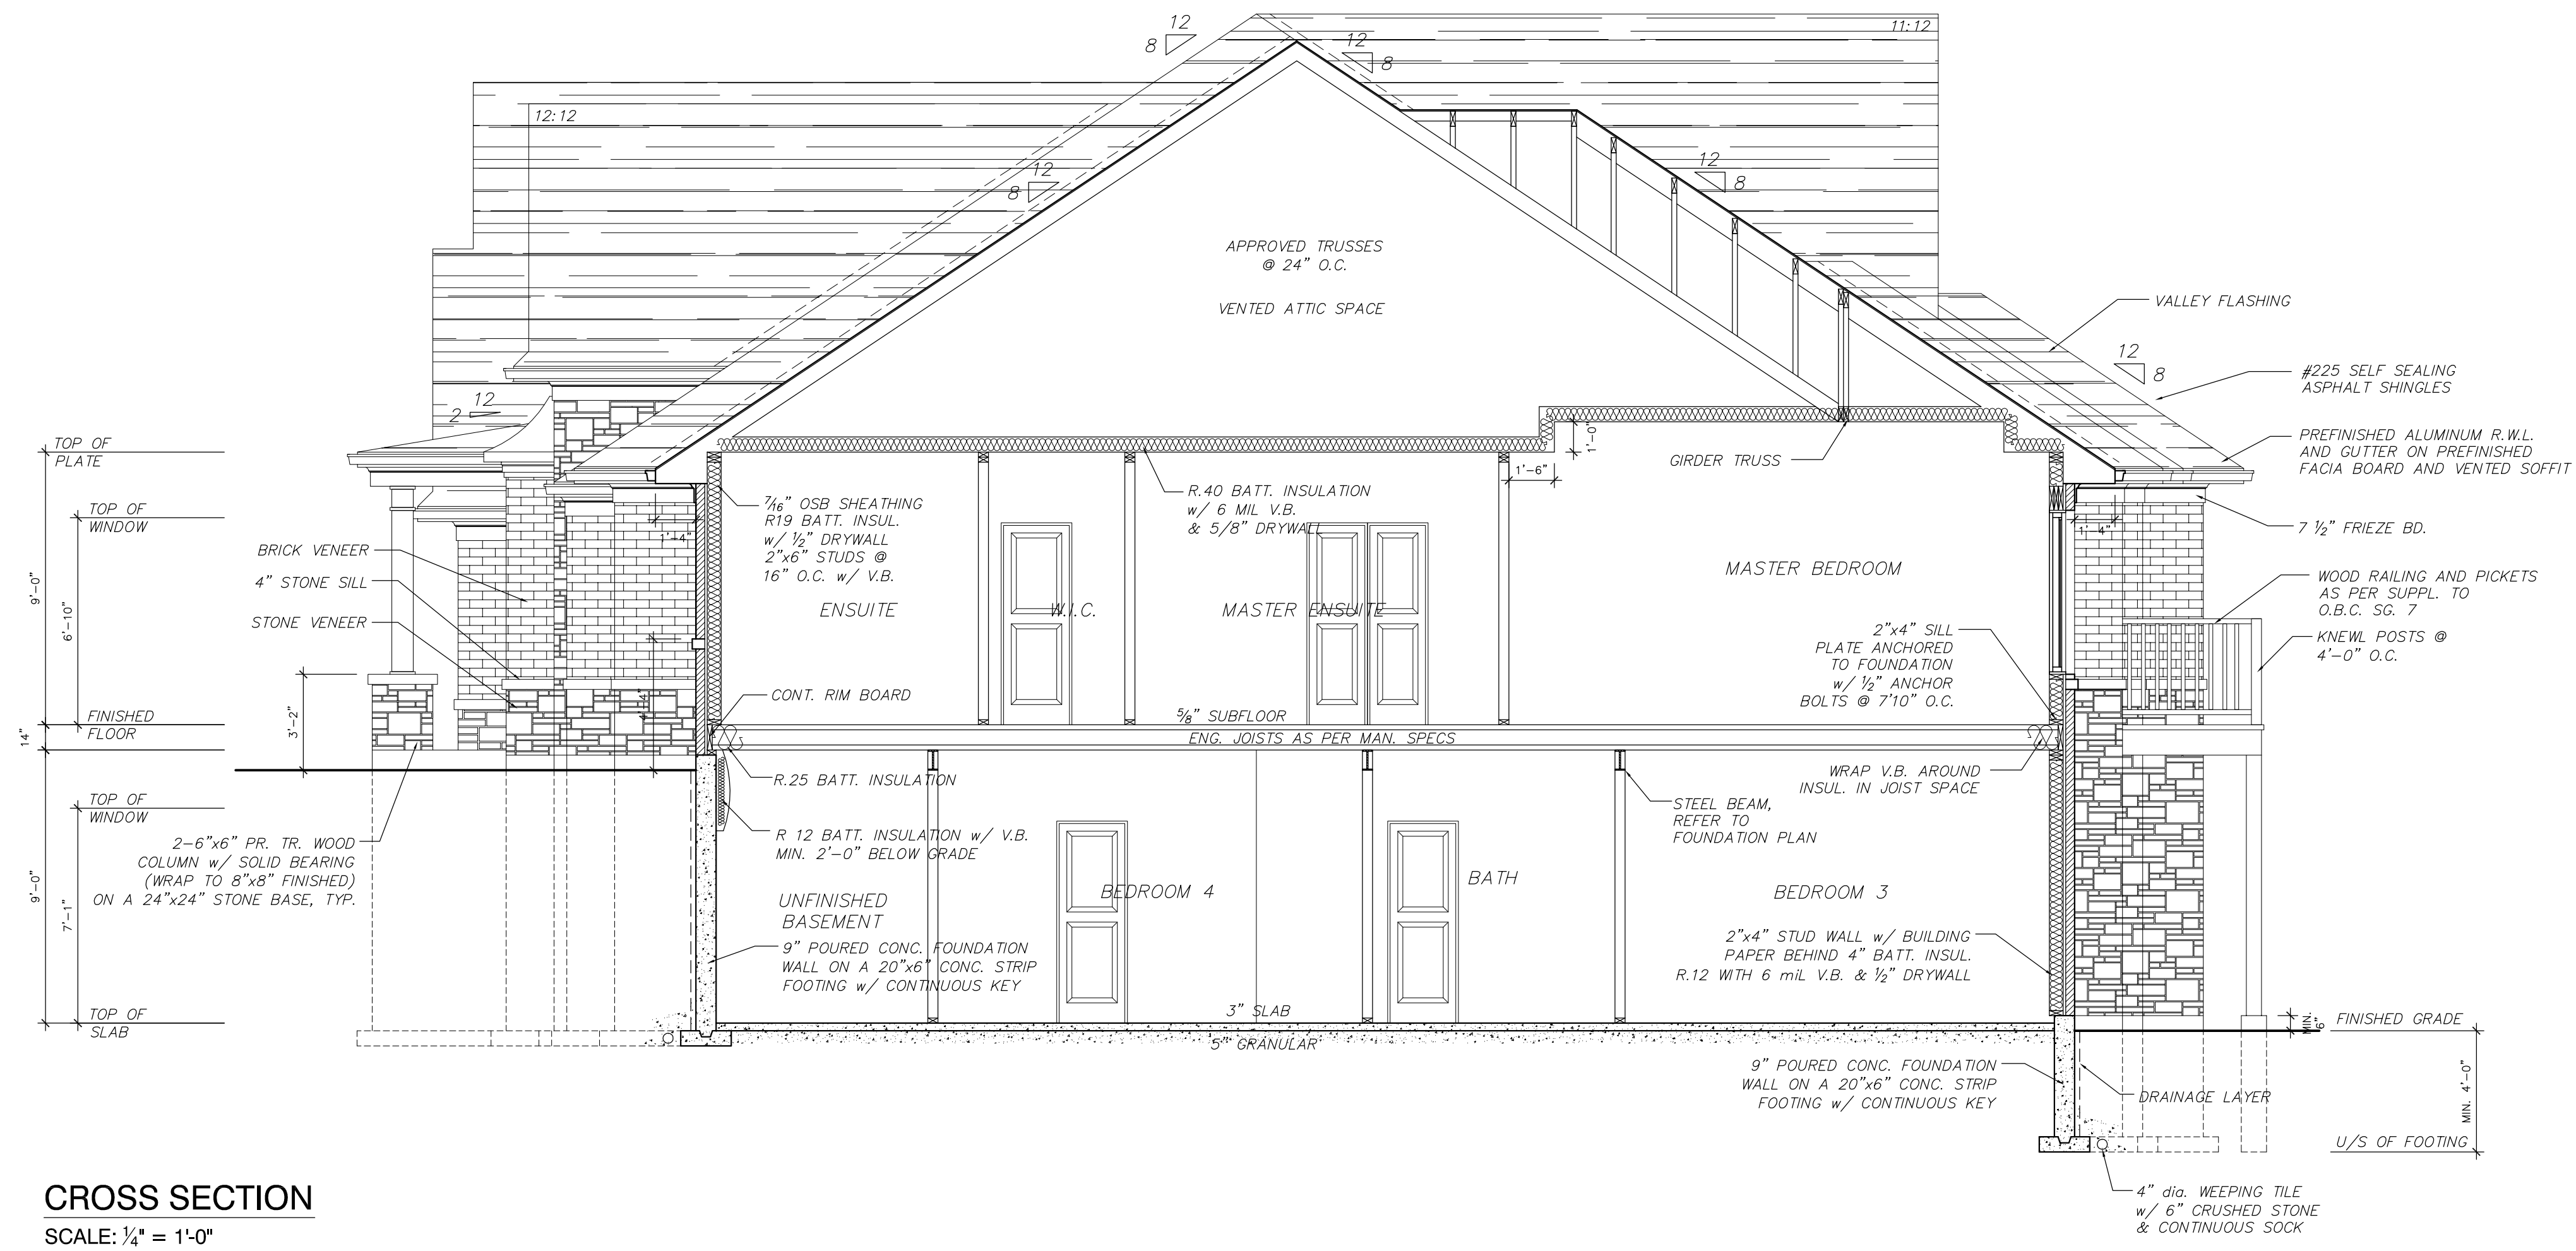 12
8
12
8
11:12
12:12
12
8
12
8
APPROVED TRUSSES
@ 24" O.C.
VENTED ATTIC SPACE
VALLEY FLASHING
12
8
#225 SELF SEALING
ASPHALT SHINGLES
12
2
TOP OF
PLATE
PREFINISHED ALUMINUM R.W.L.
AND GUTTER ON PREFINISHED
FACIA BOARD AND VENTED SOFFIT
1'-0"
GIRDER TRUSS
1'-6"
7/16" OSB SHEATHING
R19 BATT. INSUL.
w/ 1/2" DRYWALL
2"x6" STUDS @
16" O.C. w/ V.B.
R.40 BATT. INSULATION
w/ 6 MIL V.B.
& 5/8" DRYWALL
TOP OF
WINDOW
1'-4"
1'-4"
7 1/2" FRIEZE BD.
BRICK VENEER
4" STONE SILL
STONE VENEER
9'-0"
6'-10"
ENSUITE
W.I.C.
MASTER ENSUITE
MASTER BEDROOM
WOOD RAILING AND PICKETS
AS PER SUPPL. TO
O.B.C. SG. 7
KNEWL POSTS @
4'-0" O.C.
2"x4" SILL
PLATE ANCHORED
TO FOUNDATION
w/ 1/2" ANCHOR
BOLTS @ 7'10" O.C.
CONT. RIM BOARD
4'-4"
3'-2"
FINISHED
FLOOR
14"
5/8" SUBFLOOR
ENG. JOISTS AS PER MAN. SPECS
R.25 BATT. INSULATION
WRAP V.B. AROUND
INSUL. IN JOIST SPACE
STEEL BEAM,
REFER TO
FOUNDATION PLAN
TOP OF
WINDOW
2-6"x6" PR. TR. WOOD
COLUMN w/ SOLID BEARING
(WRAP TO 8"x8" FINISHED)
ON A 24"x24" STONE BASE, TYP.
R 12 BATT. INSULATION w/ V.B.
MIN. 2'-0" BELOW GRADE
9'-0"
7'-1"
UNFINISHED
BASEMENT
BEDROOM 4
BATH
BEDROOM 3
9" POURED CONC. FOUNDATION
WALL ON A 20"x6" CONC. STRIP
FOOTING w/ CONTINUOUS KEY
2"x4" STUD WALL w/ BUILDING
PAPER BEHIND 4" BATT. INSUL.
R.12 WITH 6 miL V.B. & 1/2" DRYWALL
TOP OF
SLAB
3" SLAB
5" GRANULAR
MIN.
6"
FINISHED GRADE
9" POURED CONC. FOUNDATION
WALL ON A 20"x6" CONC. STRIP
FOOTING w/ CONTINUOUS KEY
DRAINAGE LAYER
MIN. 4'-0"
U/S OF FOOTING
4" dia. WEEPING TILE
w/ 6" CRUSHED STONE
& CONTINUOUS SOCK
CROSS SECTION
SCALE: 1/4" = 1'-0"